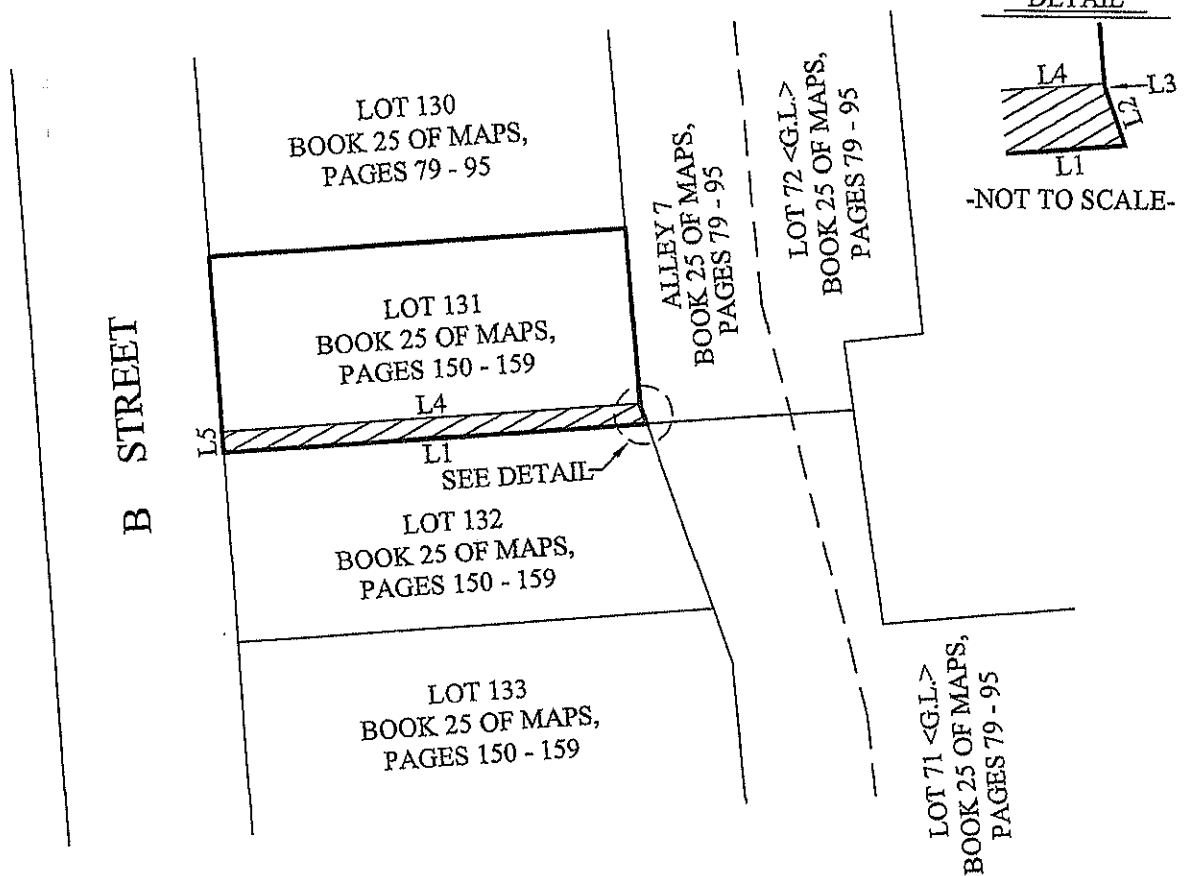 DETAIL
L4
L3
L2
L1
-NOT TO SCALE-
LOT 130
BOOK 25 OF MAPS,
PAGES 79 - 95
ALLEY 7
BOOK 25 OF MAPS,
PAGES 79 - 95
LOT 72 <G.L.>
BOOK 25 OF MAPS,
PAGES 79 - 95
LOT 131
BOOK 25 OF MAPS,
PAGES 150 - 159
B STREET
L4
L5
L1
SEE DETAIL
LOT 132
BOOK 25 OF MAPS,
PAGES 150 - 159
LOT 133
BOOK 25 OF MAPS,
PAGES 150 - 159
LOT 71 <G.L.>
BOOK 25 OF MAPS,
PAGES 79 - 95